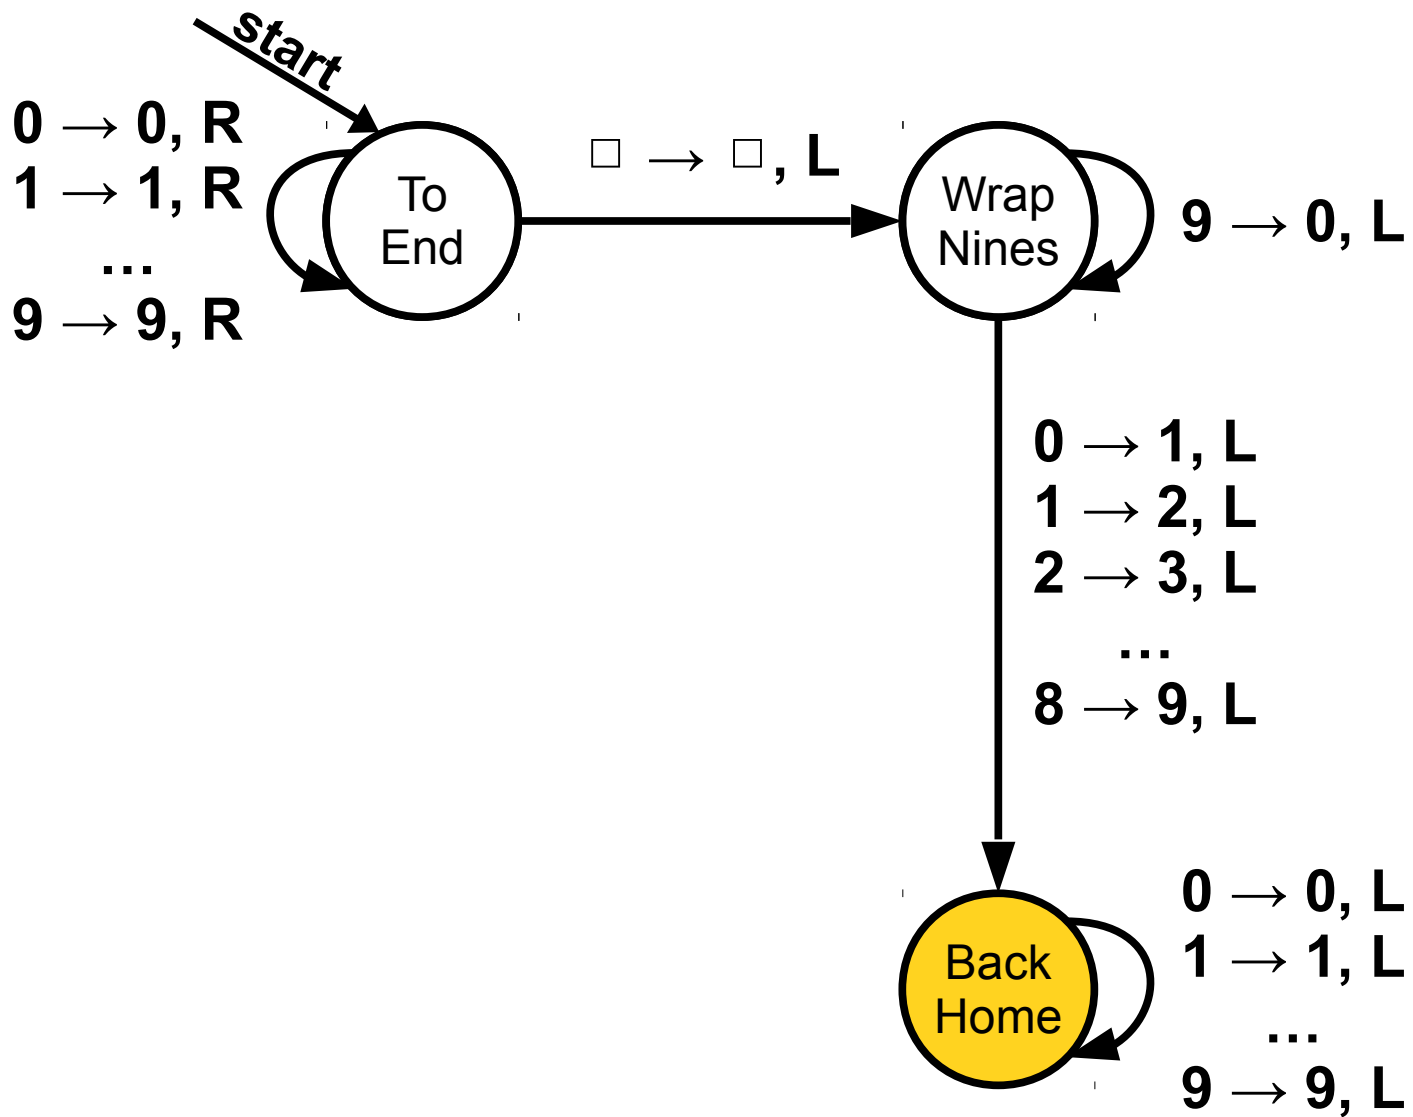 start
0 → 0, R
1 → 1, R
...
9 → 9, R
To
End
□ → □, L
Wrap
Nines
9 → 0, L
0 → 1, L
1 → 2, L
2 → 3, L
...
8 → 9, L
Back
Home
0 → 0, L
1 → 1, L
...
9 → 9, L